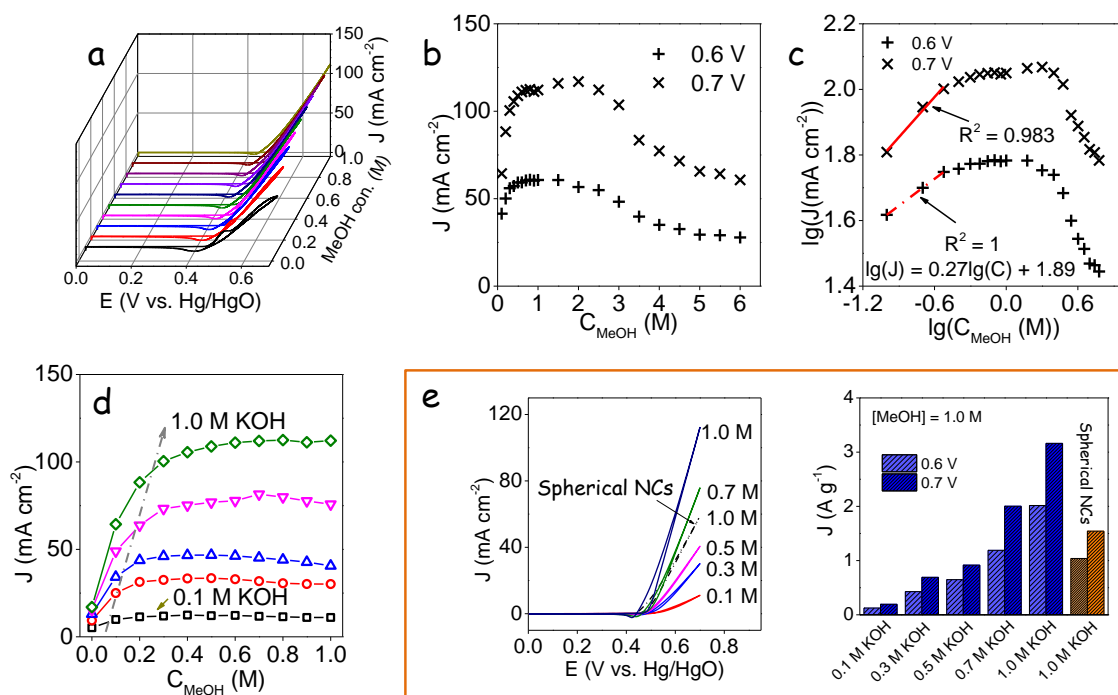 a
J (mA cm-2)
150
100
50
0
1.0
0.8
0.6
0.4
0.2
0.0
MeOH con. (M)
0.0 0.2 0.4 0.6
E (V vs. Hg/HgO)
b
0.6 V
0.7 V
J (mA cm-2)
150
100
50
0
0 1 2 3 4 5 6
CMeOH (M)
c
0.6 V
0.7 V
lg(J(mA cm-2))
2.2
2.0
1.8
1.6
1.4
R2 = 0.983
R2 = 1
lg(J) = 0.27lg(C) + 1.89
-1.2 -0.6 0.0 0.6
lg(CMeOH (M))
d
J (mA cm-2)
150
100
50
0
1.0 M KOH
0.1 M KOH
0.0 0.2 0.4 0.6 0.8 1.0
CMeOH (M)
e
J (mA cm-2)
120
80
40
0
1.0 M
0.7 M
Spherical NCs
1.0 M
0.5 M
0.3 M
0.1 M
0.0 0.2 0.4 0.6 0.8
E (V vs. Hg/HgO)
J (A g-1)
4
3
2
1
0
[MeOH] = 1.0 M
0.6 V
0.7 V
Spherical NCs
0.1 M KOH
0.3 M KOH
0.5 M KOH
0.7 M KOH
1.0 M KOH
1.0 M KOH